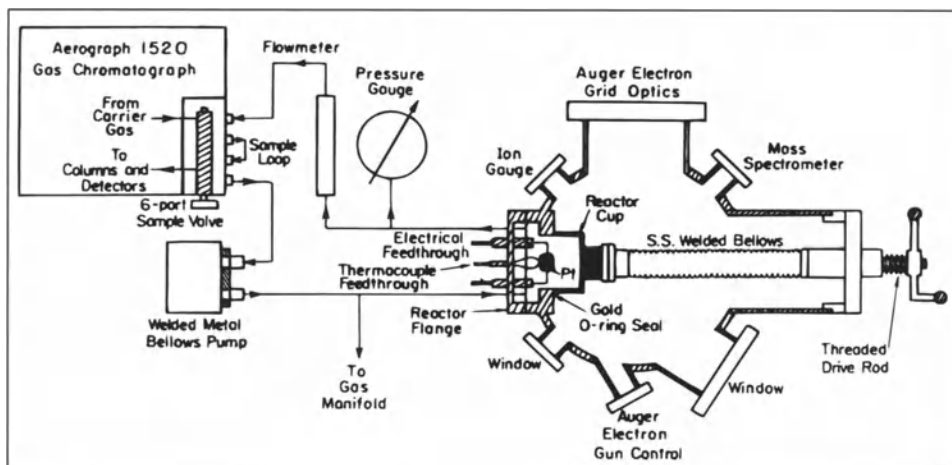 Aerograph 1520
Gas Chromatograph
From
Carrier
Gas
To
Columns and
Detectors
6-port
Sample Valve
Sample
Loop
Flowmeter
Pressure
Gauge
Welded Metal
Bellows Pump
To
Gas
Manifold
Electrical
Feedthrough
Thermocouple
Feedthrough
Reactor
Flange
Ion
Gauge
Auger Electron
Grid Optics
Mass
Spectrometer
Reactor
Cup
S.S. Welded Bellows
Pt
Gold
O-ring Seal
Window
Auger
Electron
Gun Control
Window
Threaded
Drive Rod